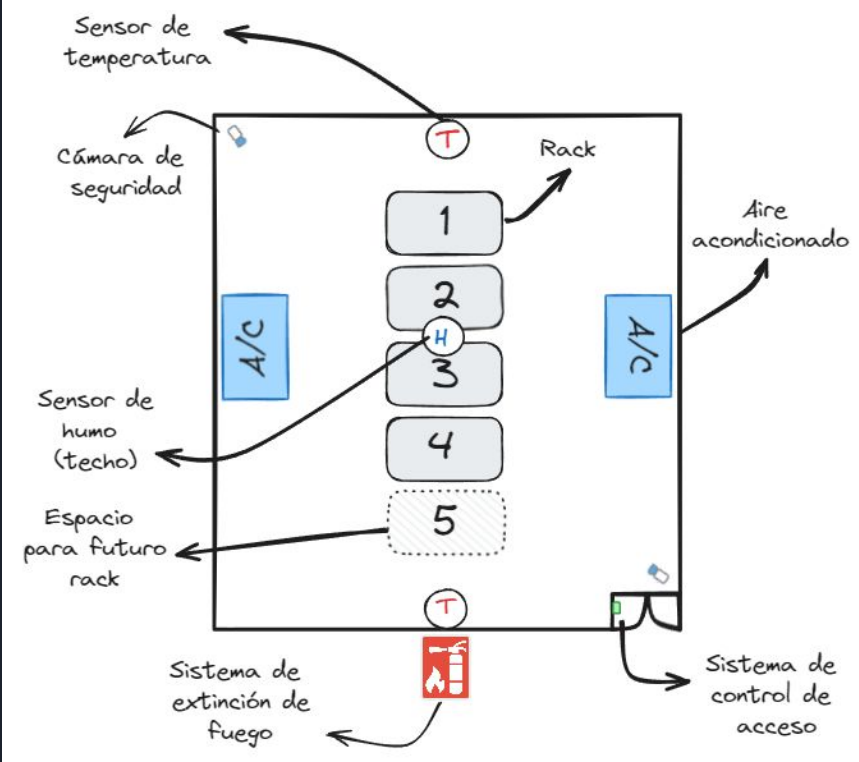 Sensor de
temperatura
Cámara de
seguridad
T
Rack
1
Aire
acondicionado
2
A/C
H
A/C
3
Sensor de
humo
(techo)
4
Espacio
para futuro
rack
5
T
Sistema de
extinción de
fuego
Sistema de
control de
acceso